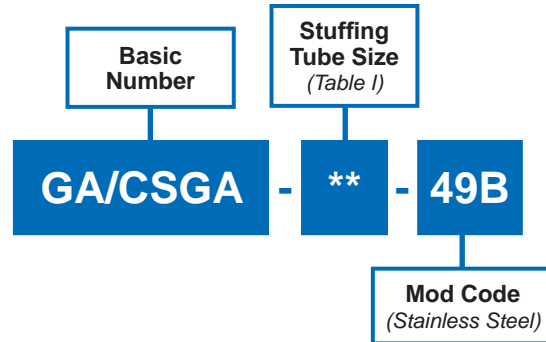 Basic
Number
Stuffing
Tube Size
(Table I)
GA/CSGA - ** - 49B
Mod Code
(Stainless Steel)